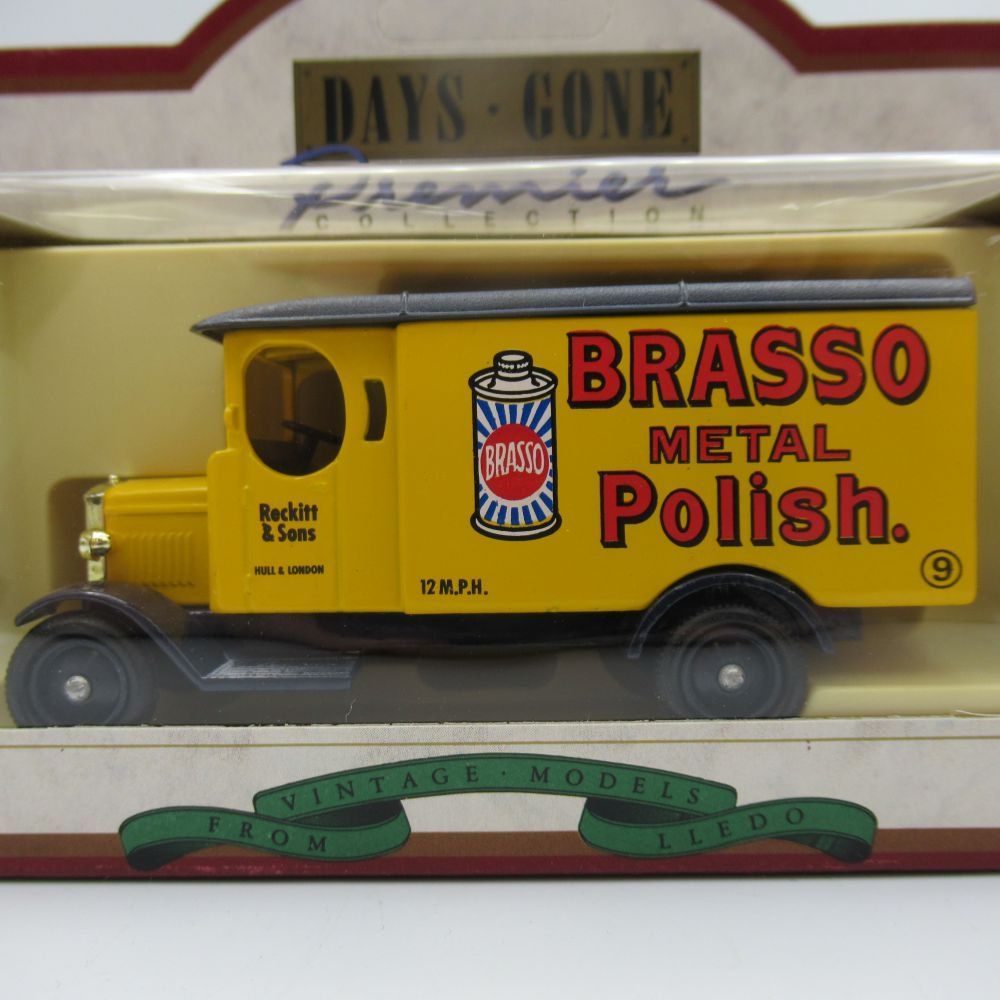 DAYS · GONE
Premier
COLLECTION
BRASSO
METAL
Polish.
BRASSO
Reckitt
& Sons
HULL & LONDON
12 M.P.H.
9
VINTAGE · MODELS
FROM LLEDO